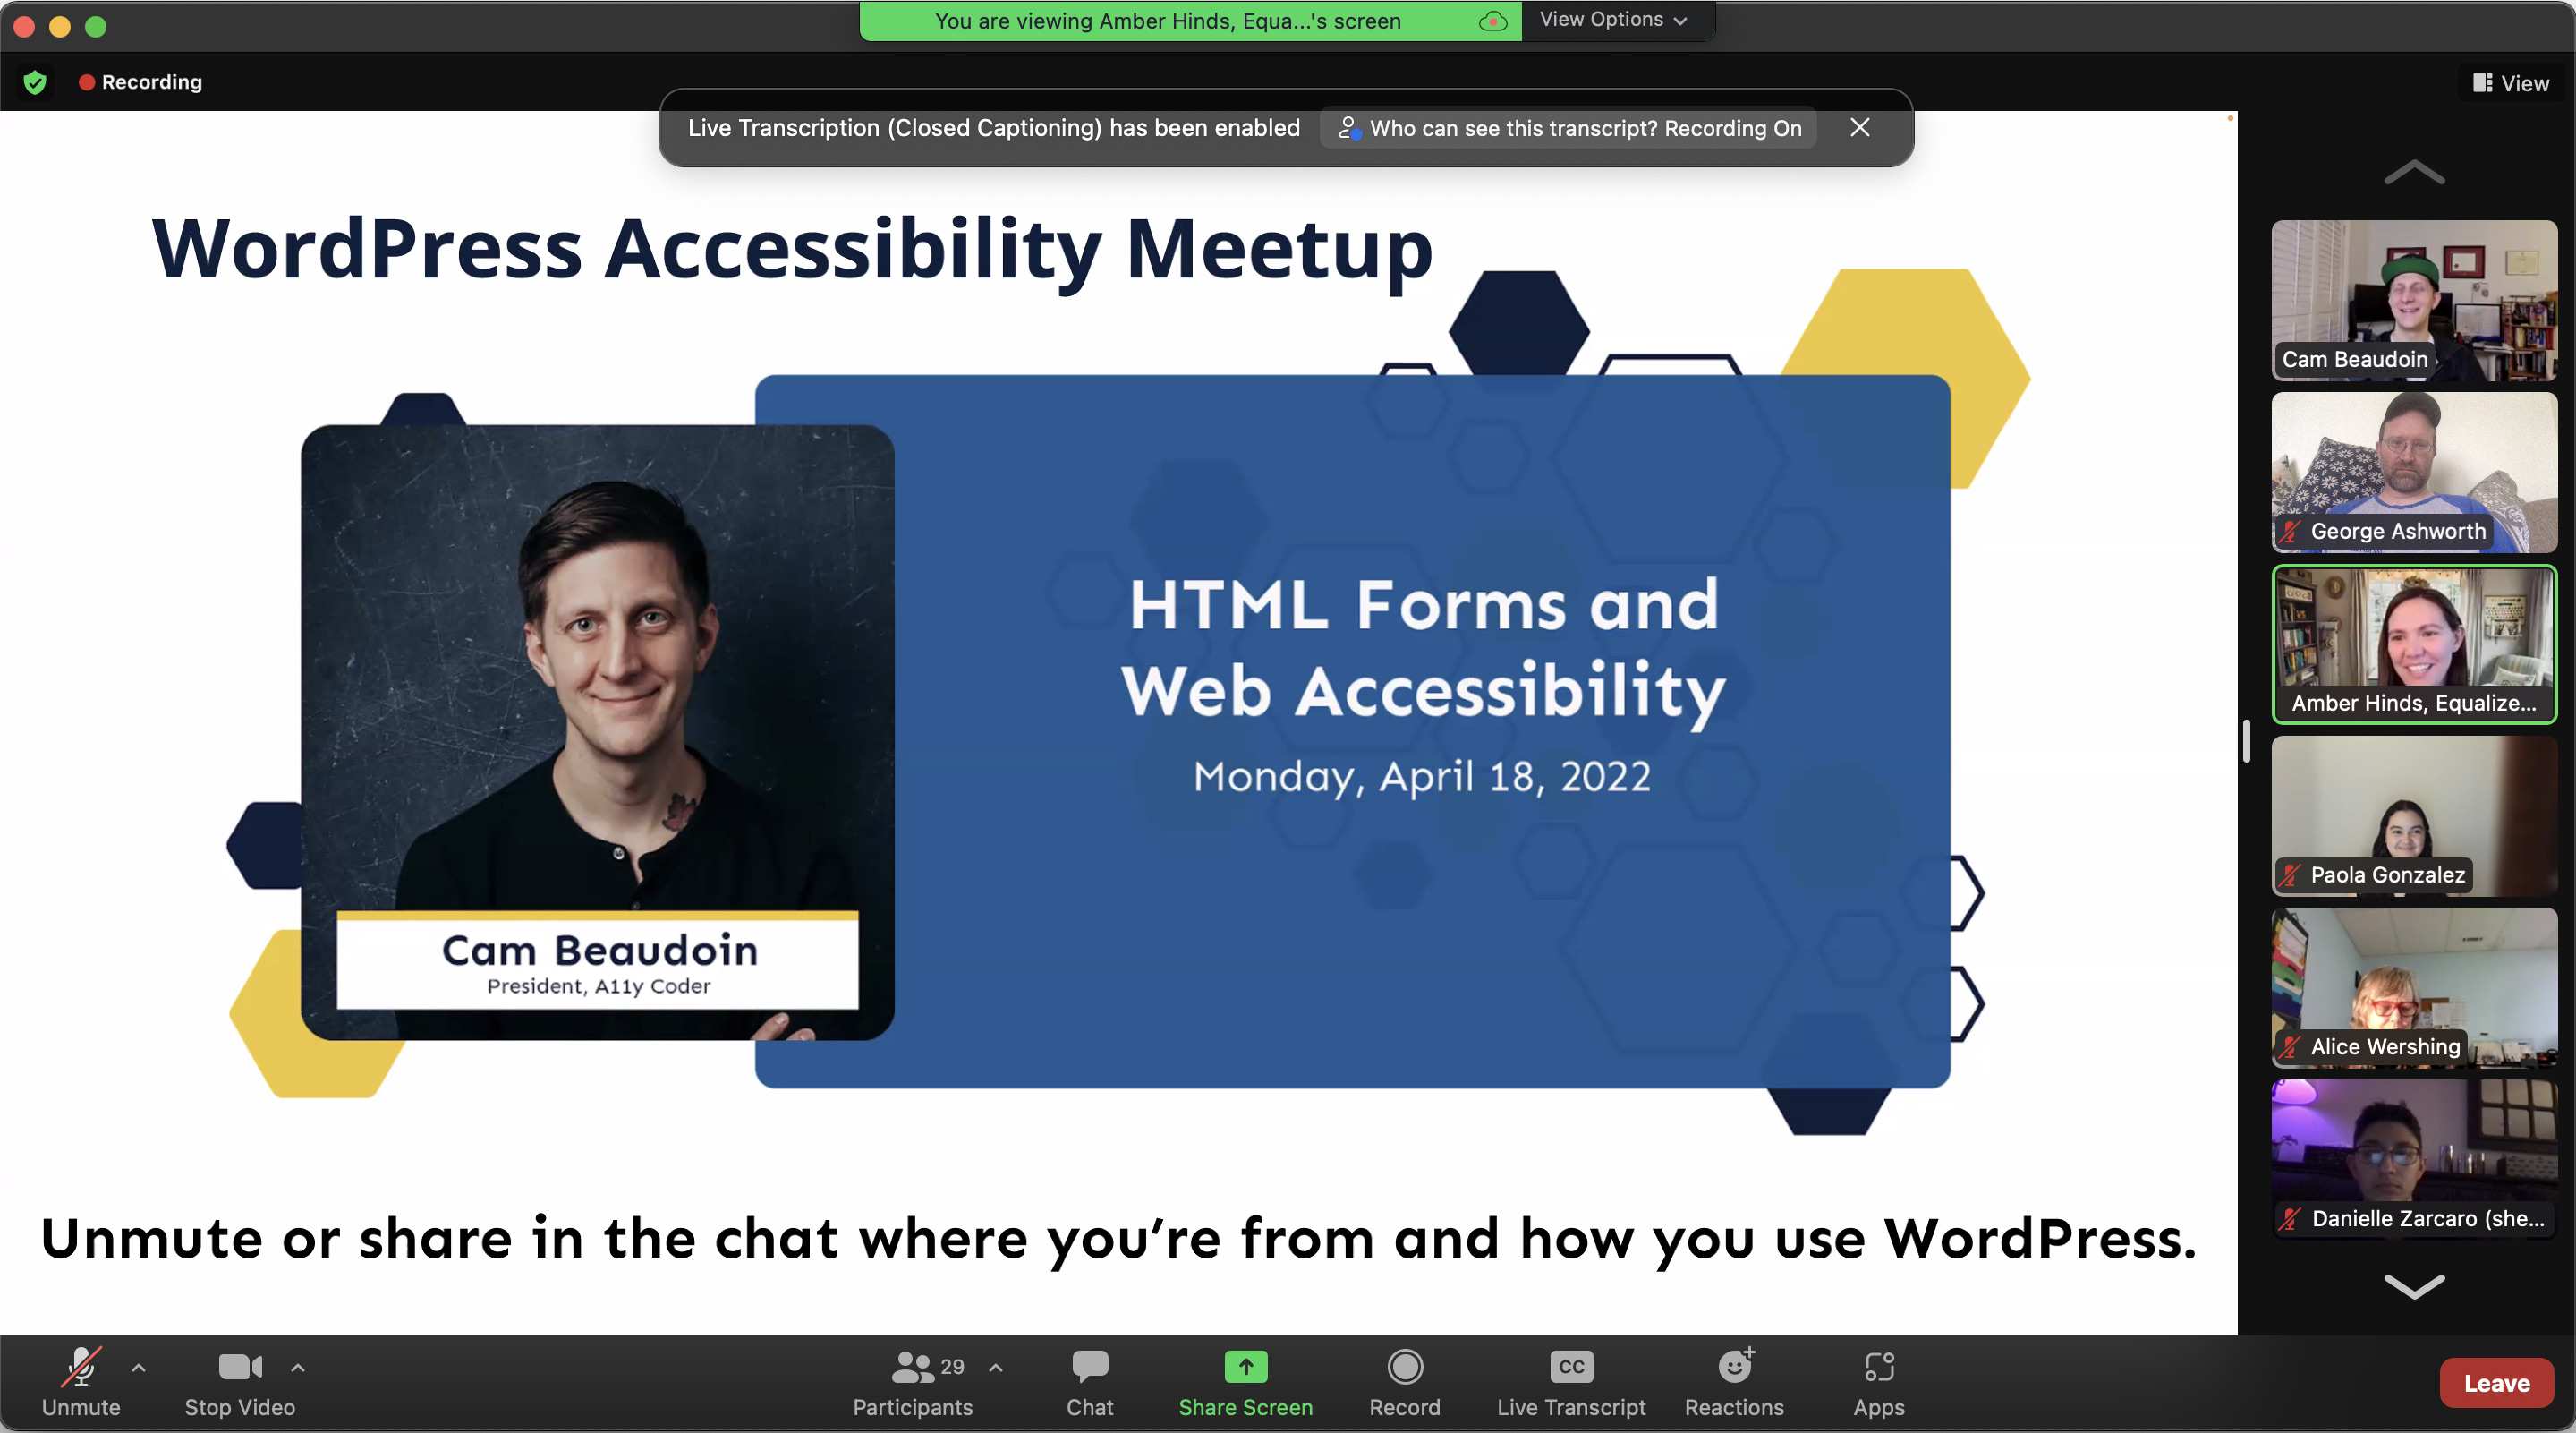 You are viewing Amber Hinds, Equa...'s screen
View Options
Recording
View
Live Transcription (Closed Captioning) has been enabled
Who can see this transcript? Recording On
WordPress Accessibility Meetup
HTML Forms and
Web Accessibility
Monday, April 18, 2022
Cam Beaudoin
President, A11y Coder
Unmute or share in the chat where you’re from and how you use WordPress.
Cam Beaudoin
George Ashworth
Amber Hinds, Equalize...
Paola Gonzalez
Alice Wershing
Danielle Zarcaro (she...
Unmute
Stop Video
29
Participants
Chat
Share Screen
Record
CC
Live Transcript
Reactions
Apps
Leave